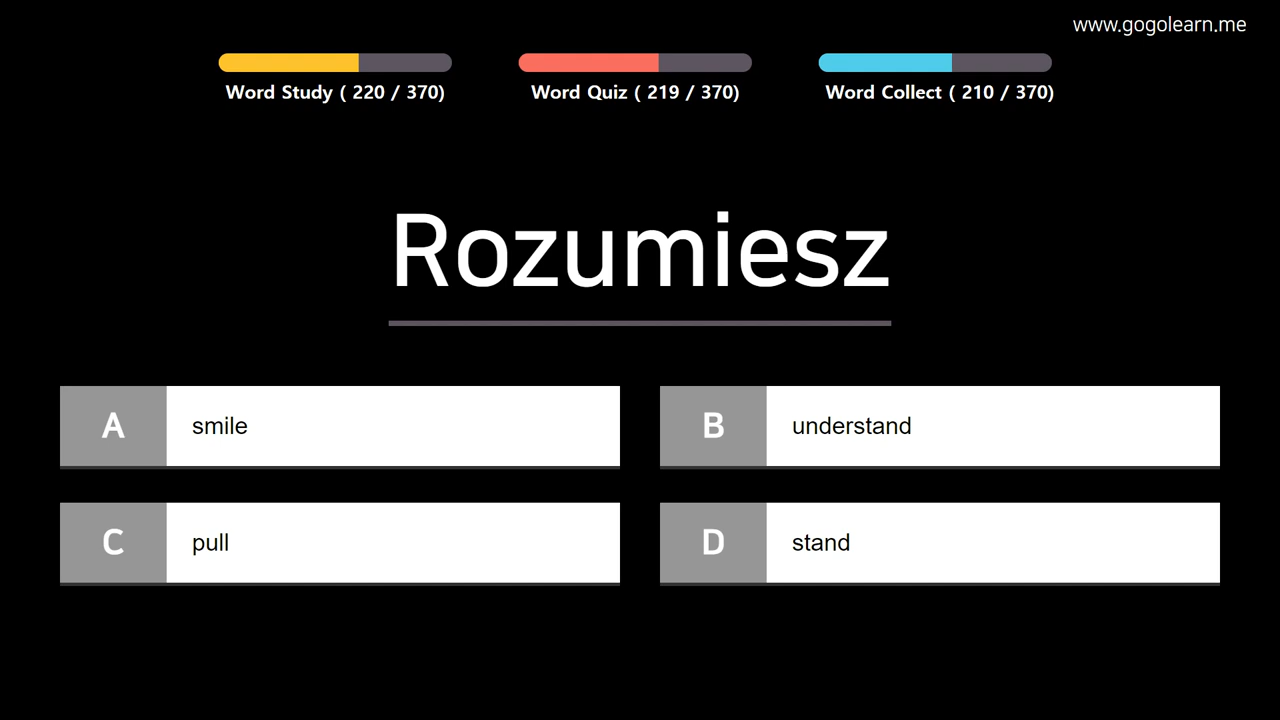 www.gogolearn.me
Word Study ( 220 / 370)
Word Quiz ( 219 / 370)
Word Collect ( 210 / 370)
Rozumiesz
A smile
B understand
C pull
D stand